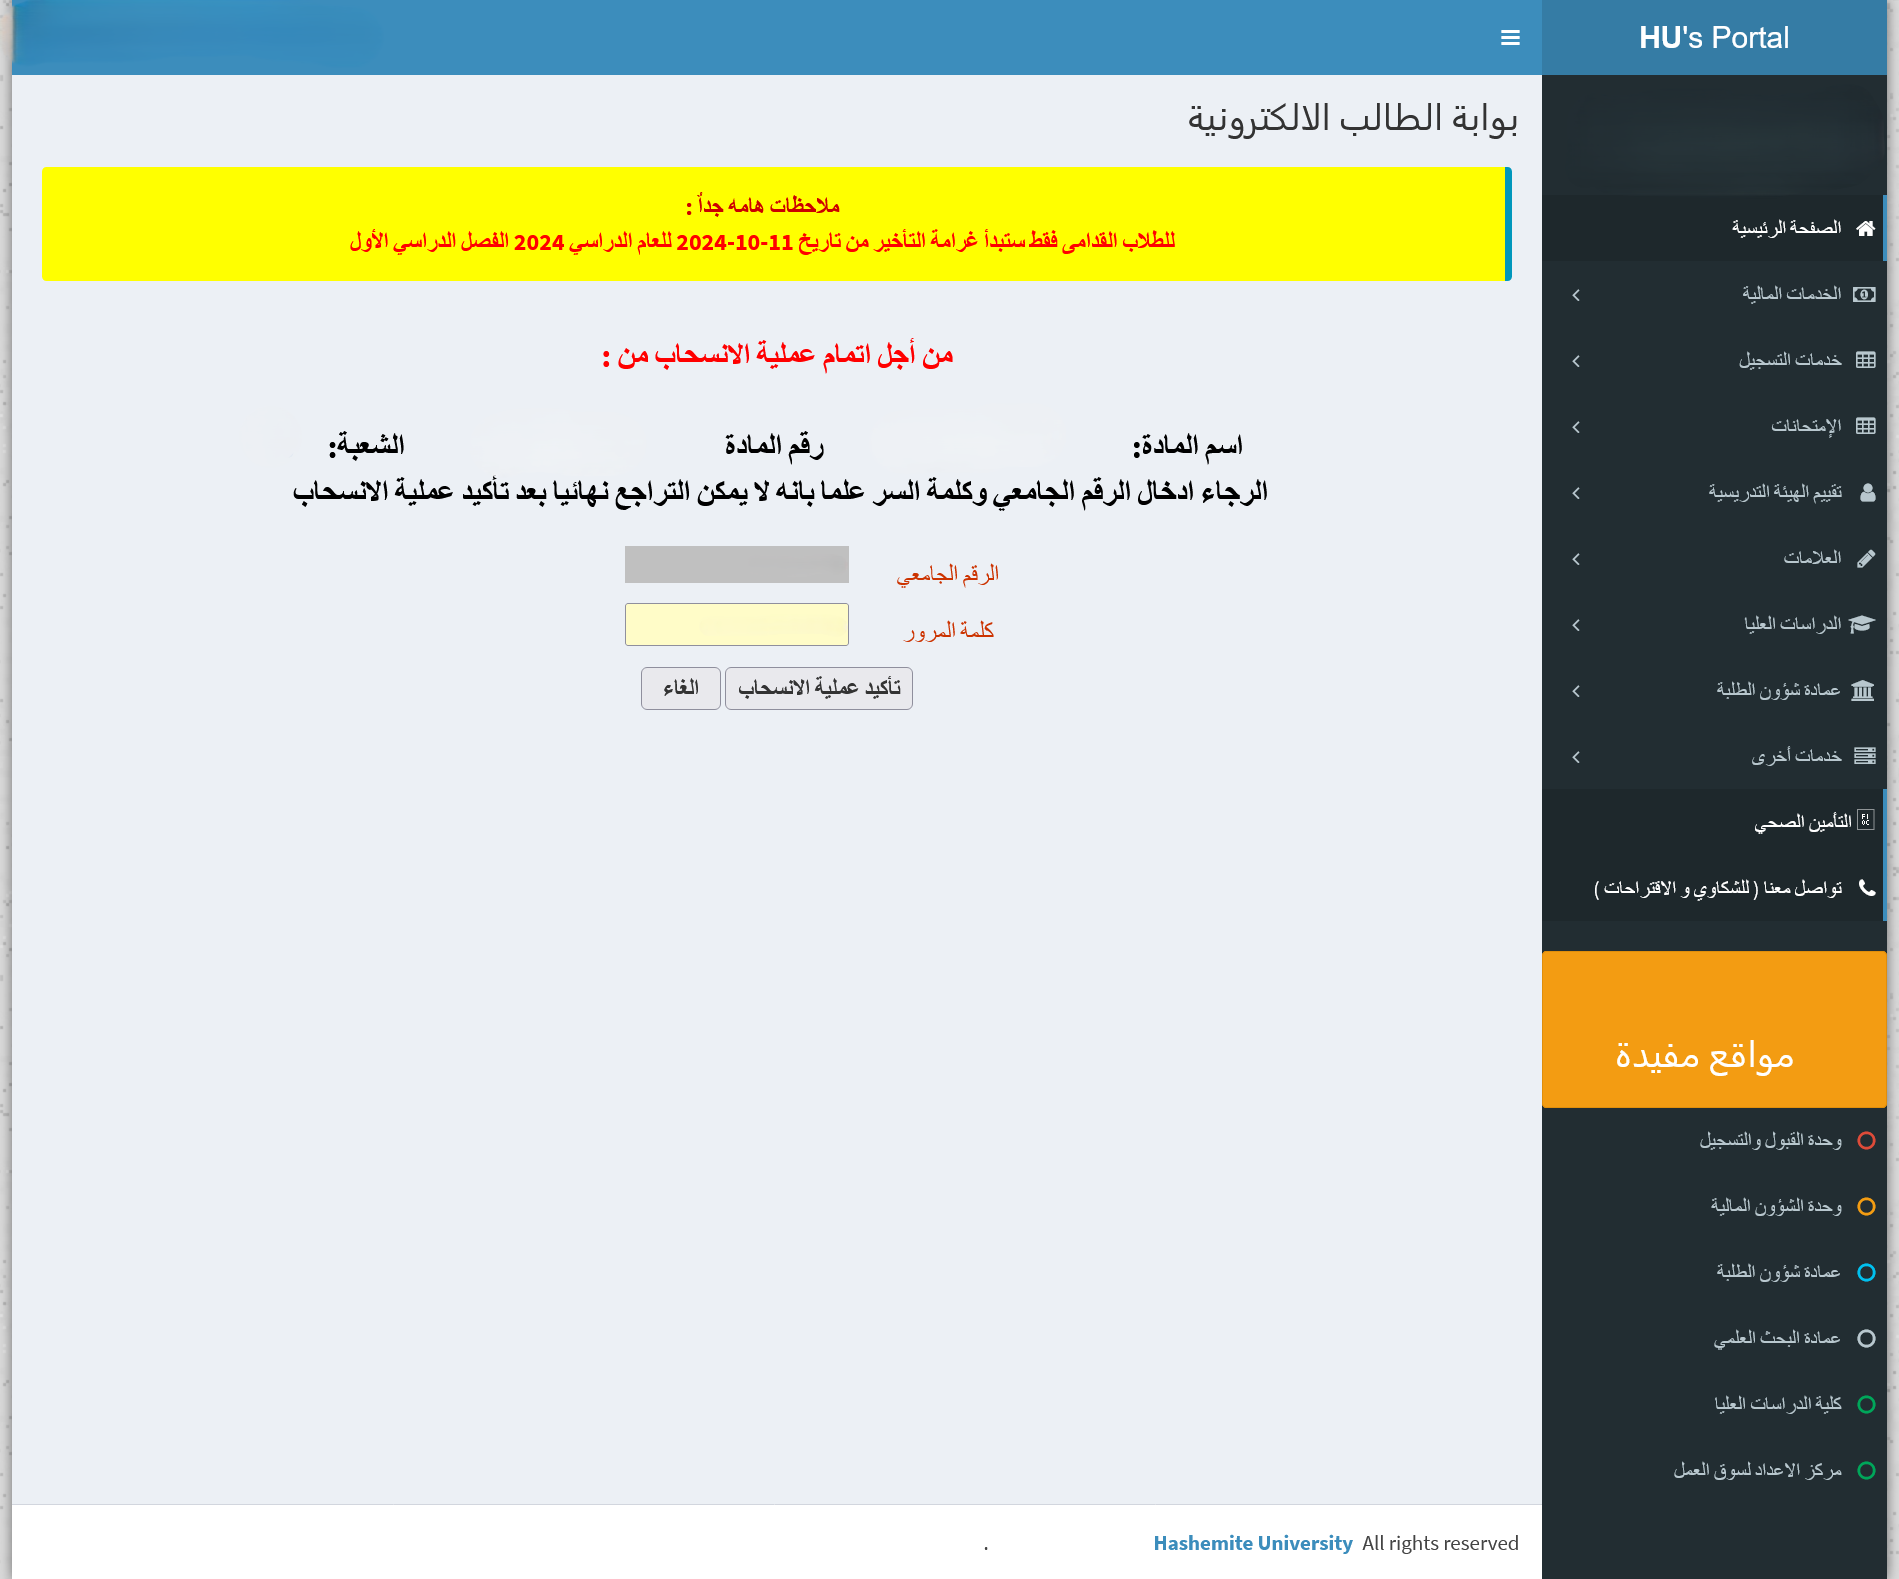 HU's Portal
الصفحة الرئيسية
الخدمات المالية
خدمات التسجيل
الإمتحانات
تقييم الهيئة التدريسية
العلامات
الدراسات العليا
عمادة شؤون الطلبة
خدمات أخرى
التأمين الصحي
تواصل معنا ( للشكاوي و الاقتراحات )
مواقع مفيدة
وحدة القبول والتسجيل
وحدة الشؤون المالية
عمادة شؤون الطلبة
عمادة البحث العلمي
كلية الدراسات العليا
مركز الاعداد لسوق العمل
بوابة الطالب الالكترونية
ملاحظات هامه جداً :
للطلاب القدامى فقط ستبدأ غرامة التأخير من تاريخ 11-10-2024 للعام الدراسي 2024 الفصل الدراسي الأول
من أجل اتمام عملية الانسحاب من :
اسم المادة: رقم المادة الشعبة:
الرجاء ادخال الرقم الجامعي وكلمة السر علما بانه لا يمكن التراجع نهائيا بعد تأكيد عملية الانسحاب
الرقم الجامعي
كلمة المرور
تأكيد عملية الانسحاب الغاء
Hashemite University All rights reserved .